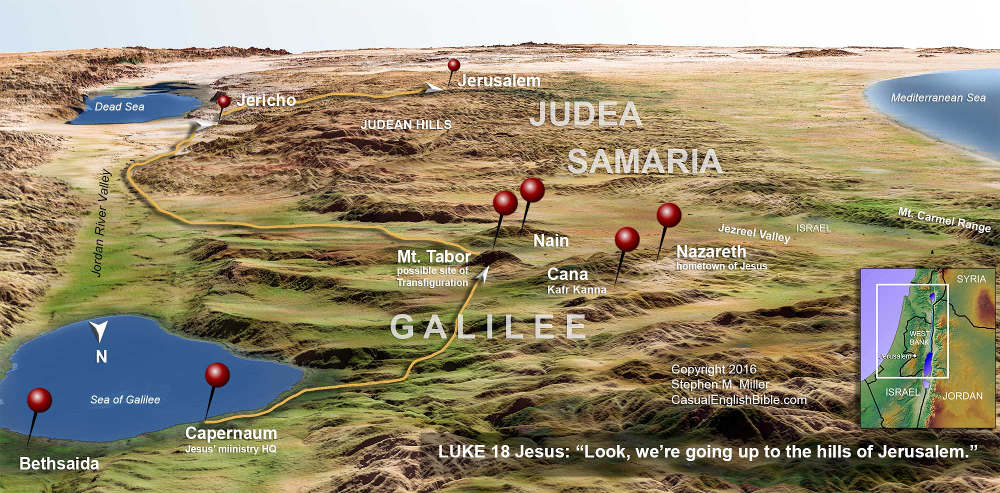 Jerusalem
Jericho
Dead Sea
Mediterranean Sea
JUDEA
JUDEAN HILLS
SAMARIA
Jordan River Valley
Mt. Carmel Range
Jezreel Valley
ISRAEL
Nain
Nazareth
hometown of Jesus
Mt. Tabor
possible site of
Transfiguration
Cana
Kafr Kanna
GALILEE
N
Sea of Galilee
Capernaum
Jesus’ miinistry HQ
Bethsaida
SYRIA
WEST
BANK
Jerusalem
ISRAEL
JORDAN
Copyright 2016
Stephen M. Miller
CasualEnglishBible.com
LUKE 18 Jesus: “Look, we’re going up to the hills of Jerusalem.”